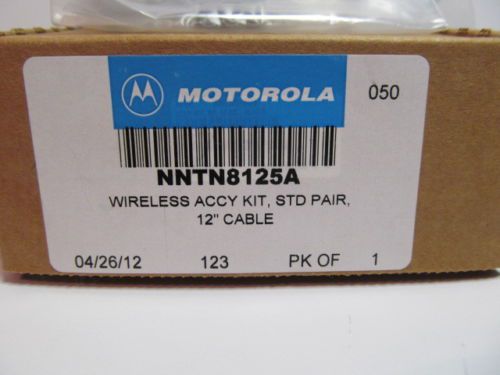 MOTOROLA 050
NNTN8125A
WIRELESS ACCY KIT, STD PAIR,
12" CABLE
04/26/12 123 PK OF 1